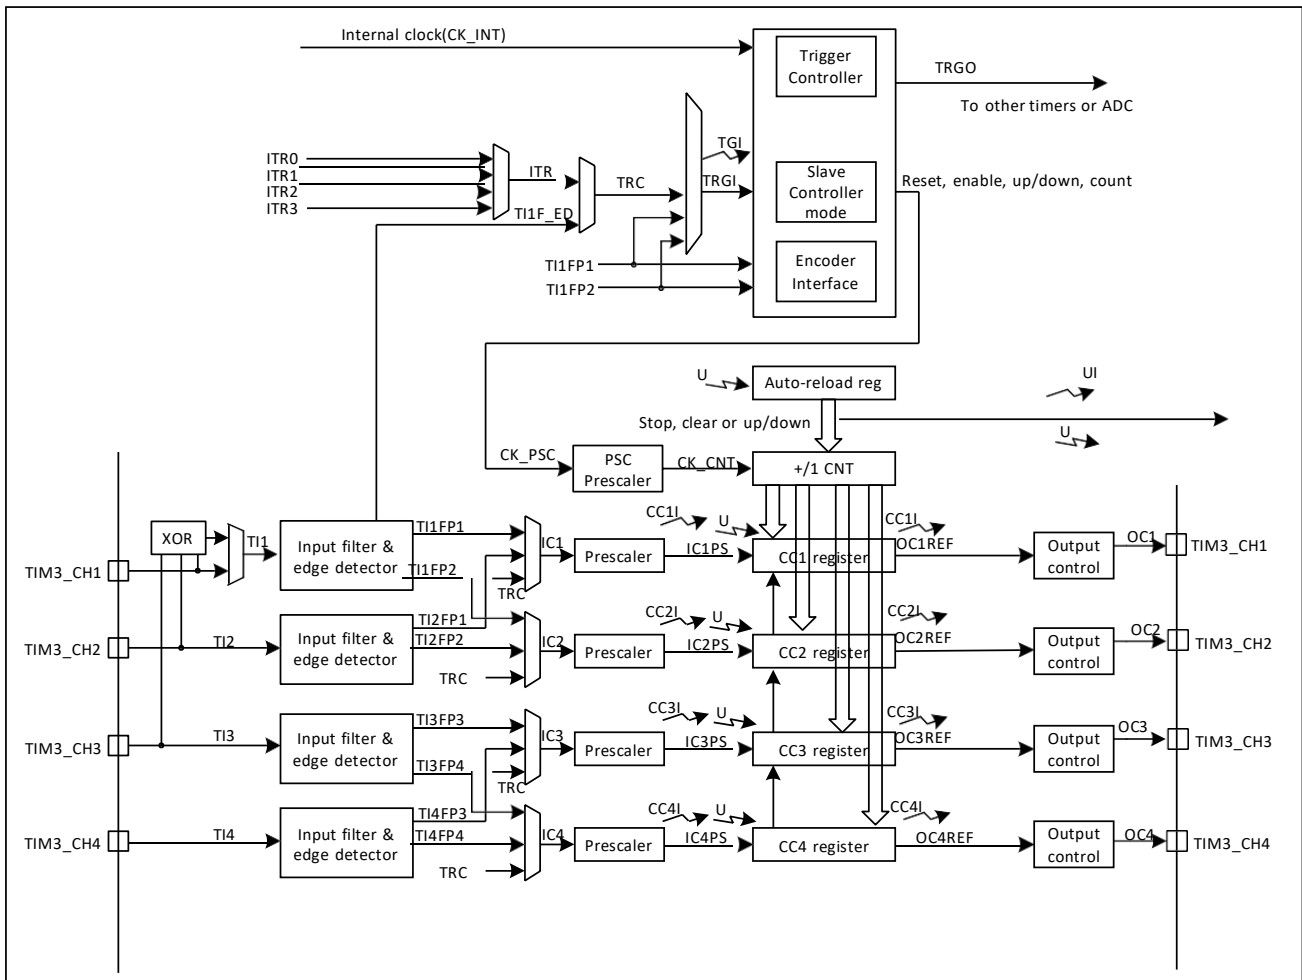 Internal clock(CK_INT)
Trigger
Controller
TRGO
To other timers or ADC
TGI
ITR0
ITR1
ITR2
ITR3
ITR
TI1F_ED
TRC
TRGI
Slave
Controller
mode
Reset, enable, up/down, count
TI1FP1
TI1FP2
Encoder
Interface
U
Auto-reload reg
UI
Stop, clear or up/down
U
CK_PSC
PSC
Prescaler
CK_CNT
+/1 CNT
XOR
TI1
Input filter &
edge detector
TI1FP1
TI1FP2
TRC
IC1
Prescaler
CC1I
U
IC1PS
CC1 register
CC1I
OC1REF
Output
control
OC1
TIM3_CH1
TIM3_CH1
TIM3_CH2
TI2
Input filter &
edge detector
TI2FP1
TI2FP2
TRC
IC2
Prescaler
CC2I
U
IC2PS
CC2 register
CC2I
OC2REF
Output
control
OC2
TIM3_CH2
TIM3_CH3
TI3
Input filter &
edge detector
TI3FP3
TI3FP4
TRC
IC3
Prescaler
CC3I
U
IC3PS
CC3 register
CC3I
OC3REF
Output
control
OC3
TIM3_CH3
TIM3_CH4
TI4
Input filter &
edge detector
TI4FP3
TI4FP4
TRC
IC4
Prescaler
CC4I
U
IC4PS
CC4 register
CC4I
OC4REF
Output
control
OC4
TIM3_CH4